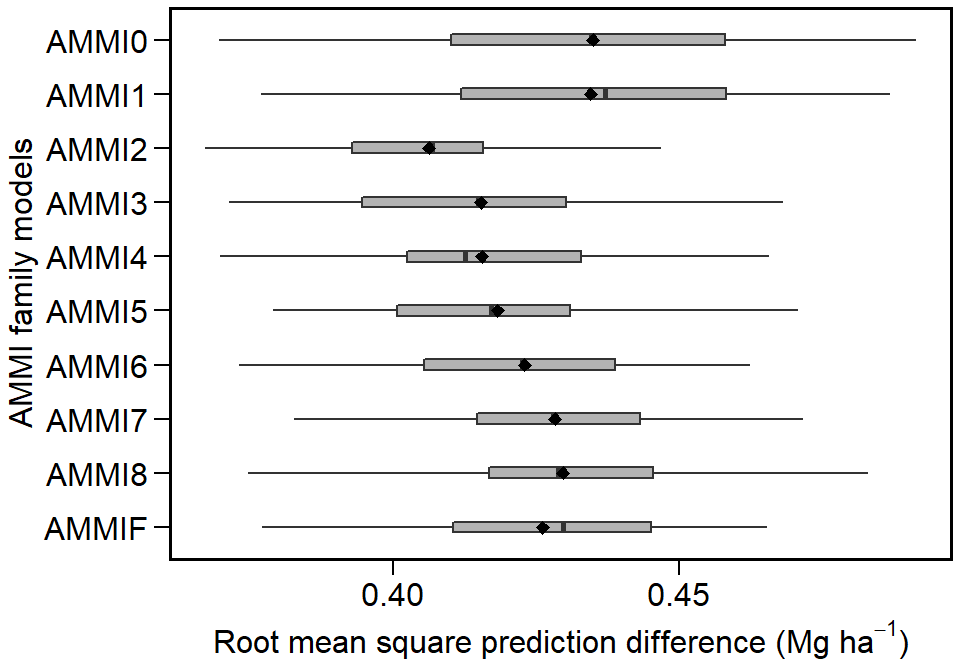 AMMI family models
AMMI0
AMMI1
AMMI2
AMMI3
AMMI4
AMMI5
AMMI6
AMMI7
AMMI8
AMMIF
0.40 0.45
Root mean square prediction difference (Mg ha⁻¹)